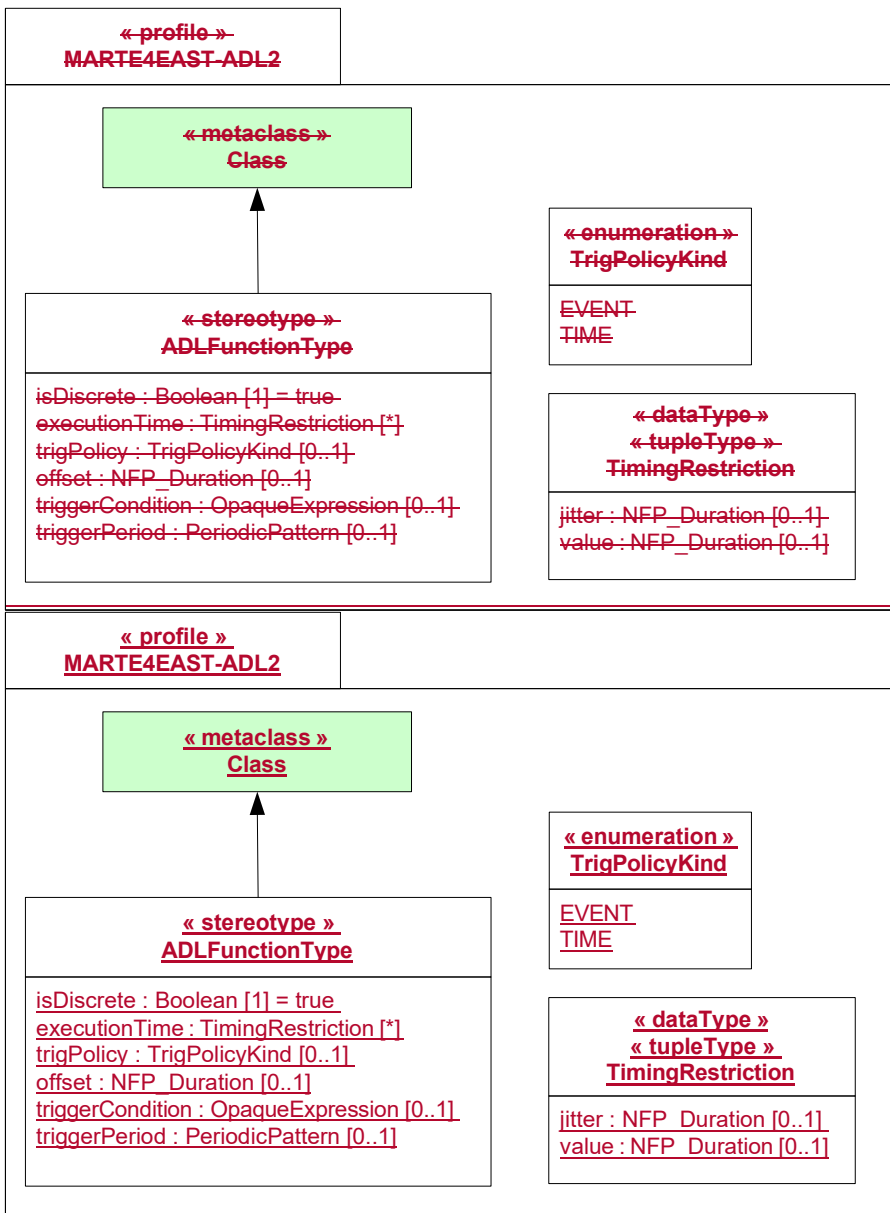 « profile »
MARTE4EAST-ADL2
« metaclass »
Class
« enumeration »
TrigPolicyKind
EVENT
TIME
« stereotype »
ADLFunctionType
isDiscrete : Boolean [1] = true
executionTime : TimingRestriction [*]
trigPolicy : TrigPolicyKind [0..1]
offset : NFP_Duration [0..1]
triggerCondition : OpaqueExpression [0..1]
triggerPeriod : PeriodicPattern [0..1]
« dataType »
« tupleType »
TimingRestriction
jitter : NFP_Duration [0..1]
value : NFP_Duration [0..1]
« profile »
MARTE4EAST-ADL2
« metaclass »
Class
« enumeration »
TrigPolicyKind
EVENT
TIME
« stereotype »
ADLFunctionType
isDiscrete : Boolean [1] = true
executionTime : TimingRestriction [*]
trigPolicy : TrigPolicyKind [0..1]
offset : NFP_Duration [0..1]
triggerCondition : OpaqueExpression [0..1]
triggerPeriod : PeriodicPattern [0..1]
« dataType »
« tupleType »
TimingRestriction
jitter : NFP_Duration [0..1]
value : NFP_Duration [0..1]